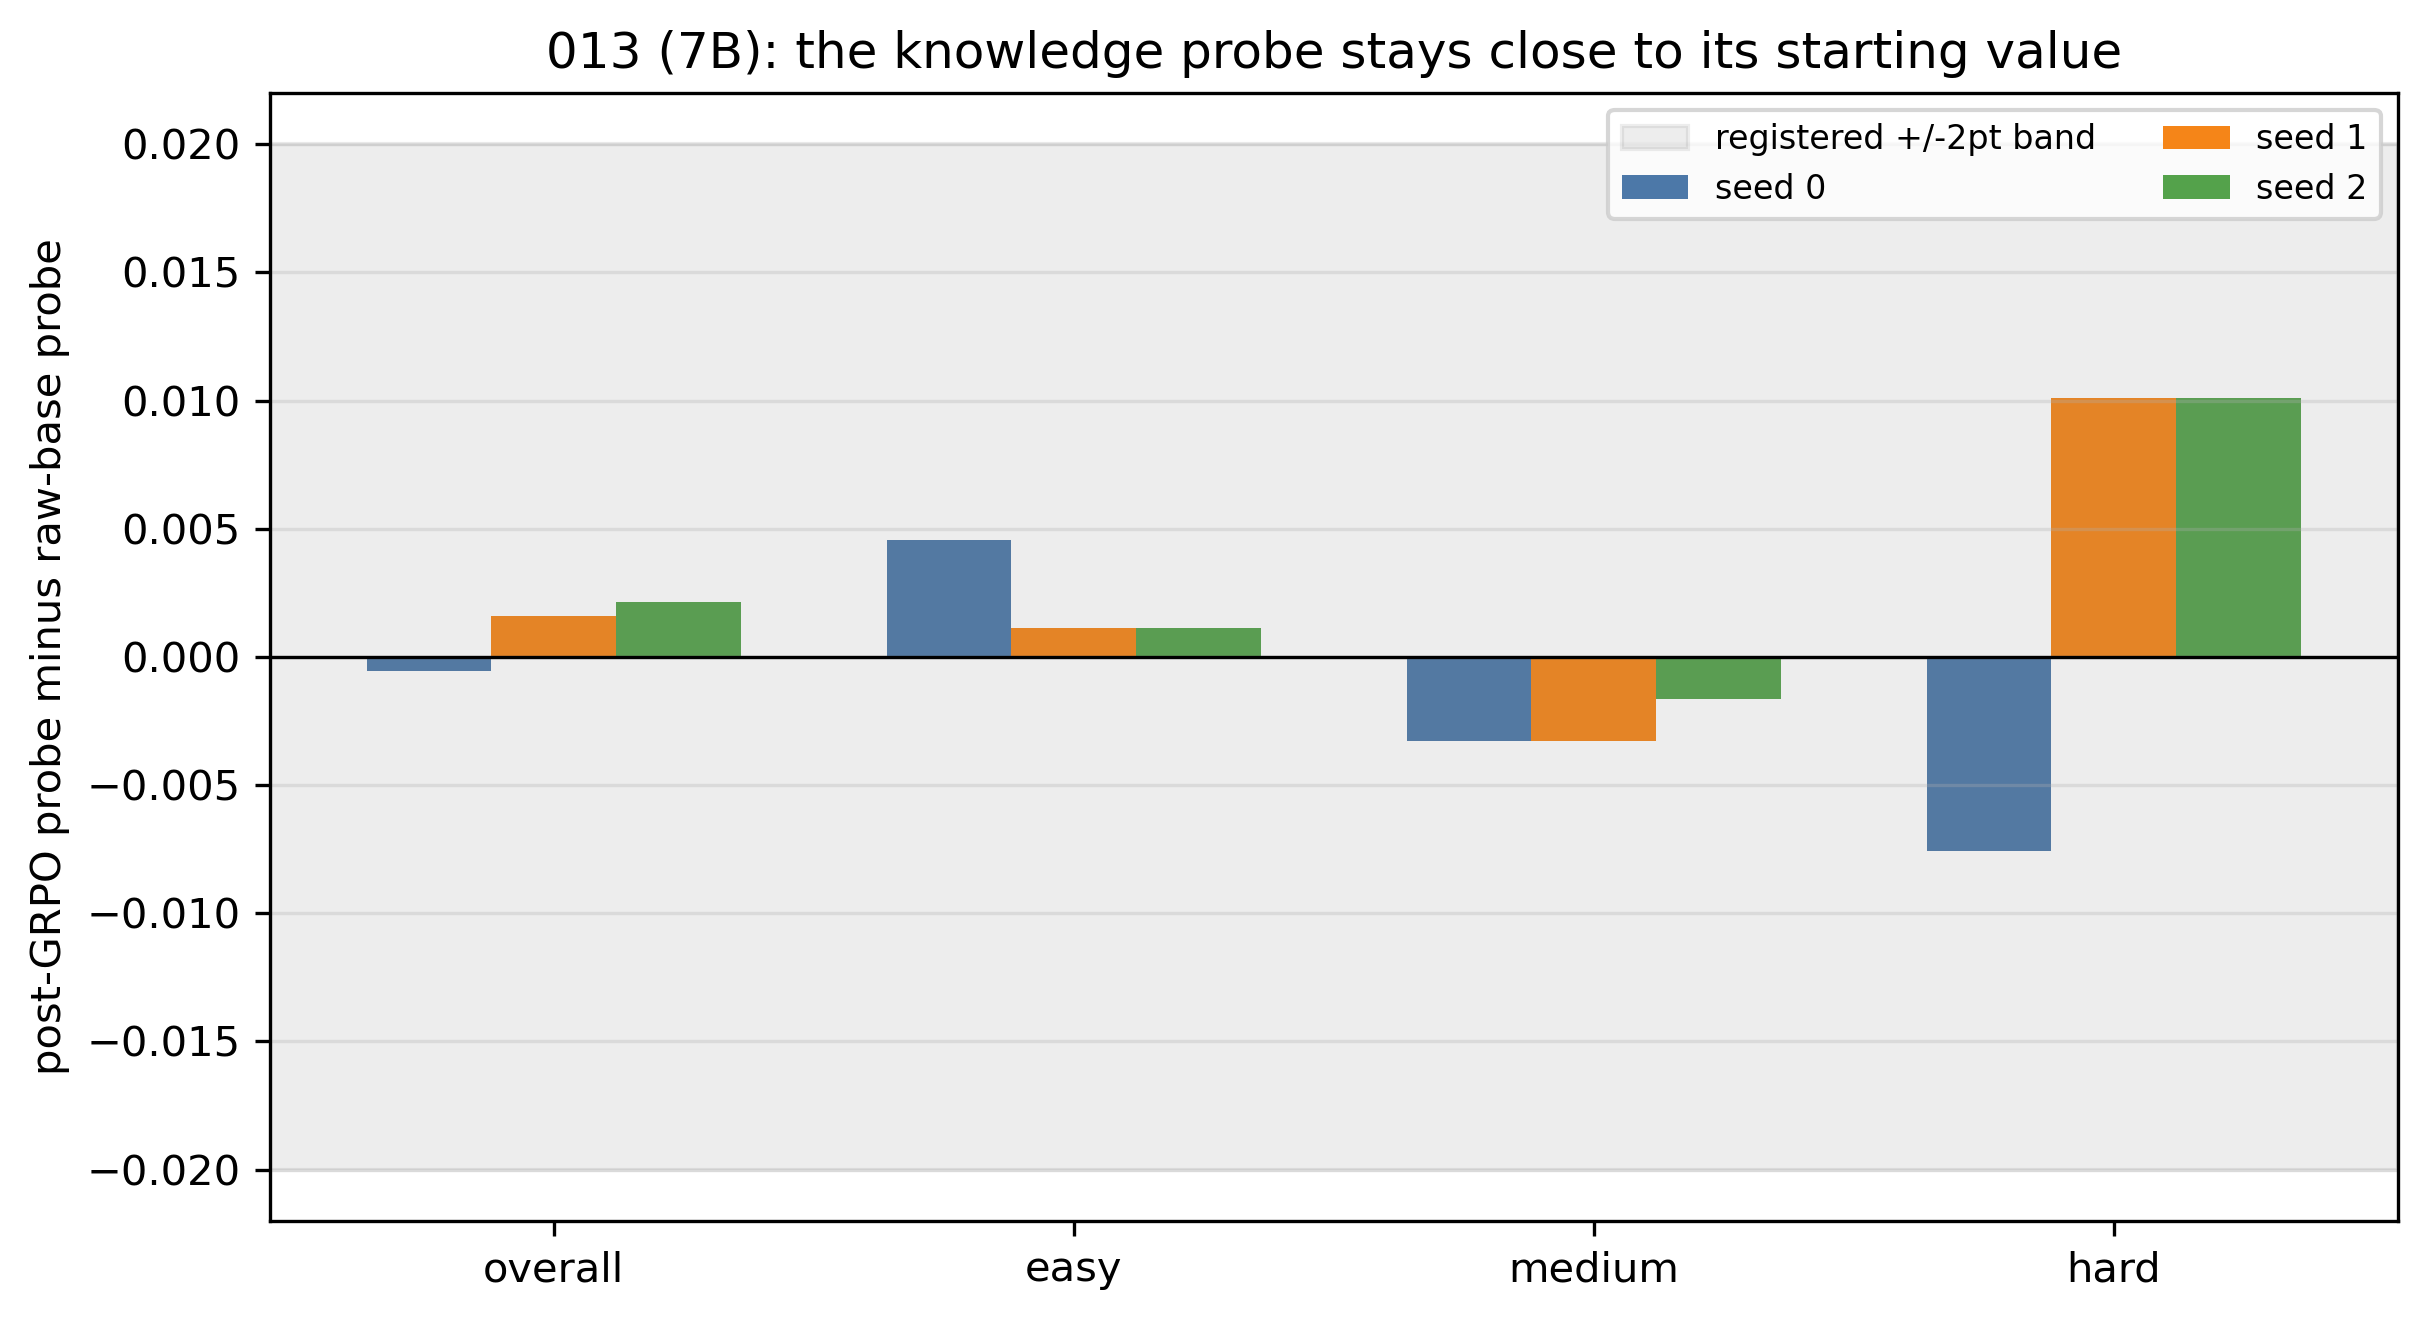 013 (7B): the knowledge probe stays close to its starting value
registered +/-2pt band
seed 0
seed 1
seed 2
post-GRPO probe minus raw-base probe
0.020
0.015
0.010
0.005
0.000
−0.005
−0.010
−0.015
−0.020
overall
easy
medium
hard